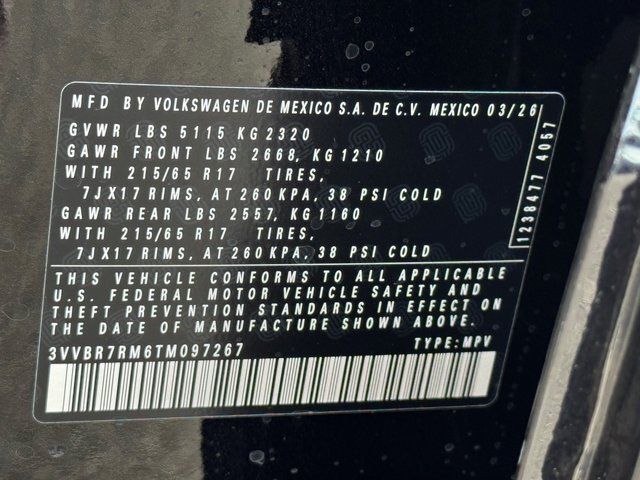 MFD BY VOLKSWAGEN DE MEXICO S.A. DE C.V. MEXICO 03/26
GVWR LBS 5115 KG 2320
GAWR FRONT LBS 2668, KG 1210
WITH 215/65 R17 TIRES,
7JX17 RIMS, AT 260 KPA, 38 PSI COLD
GAWR REAR LBS 2557, KG 1160
WITH 215/65 R17 TIRES,
7JX17 RIMS, AT 260 KPA, 38 PSI COLD
1238477 4057
THIS VEHICLE CONFORMS TO ALL APPLICABLE
U.S. FEDERAL MOTOR VEHICLE SAFETY AND
THEFT PREVENTION STANDARDS IN EFFECT ON
THE DATE OF MANUFACTURE SHOWN ABOVE.
3VVBR7RM6TM097267 TYPE: MPV